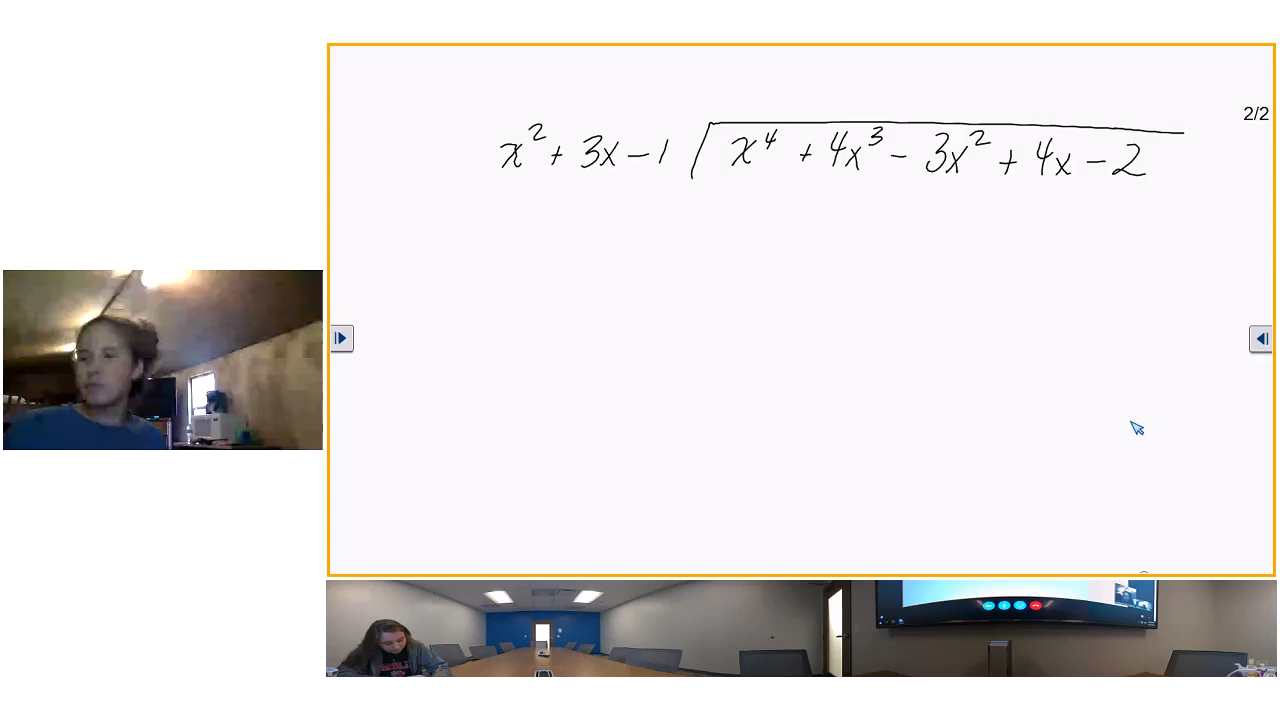 2/2
x² + 3x - 1 ⟌ x⁴ + 4x³ - 3x² + 4x - 2